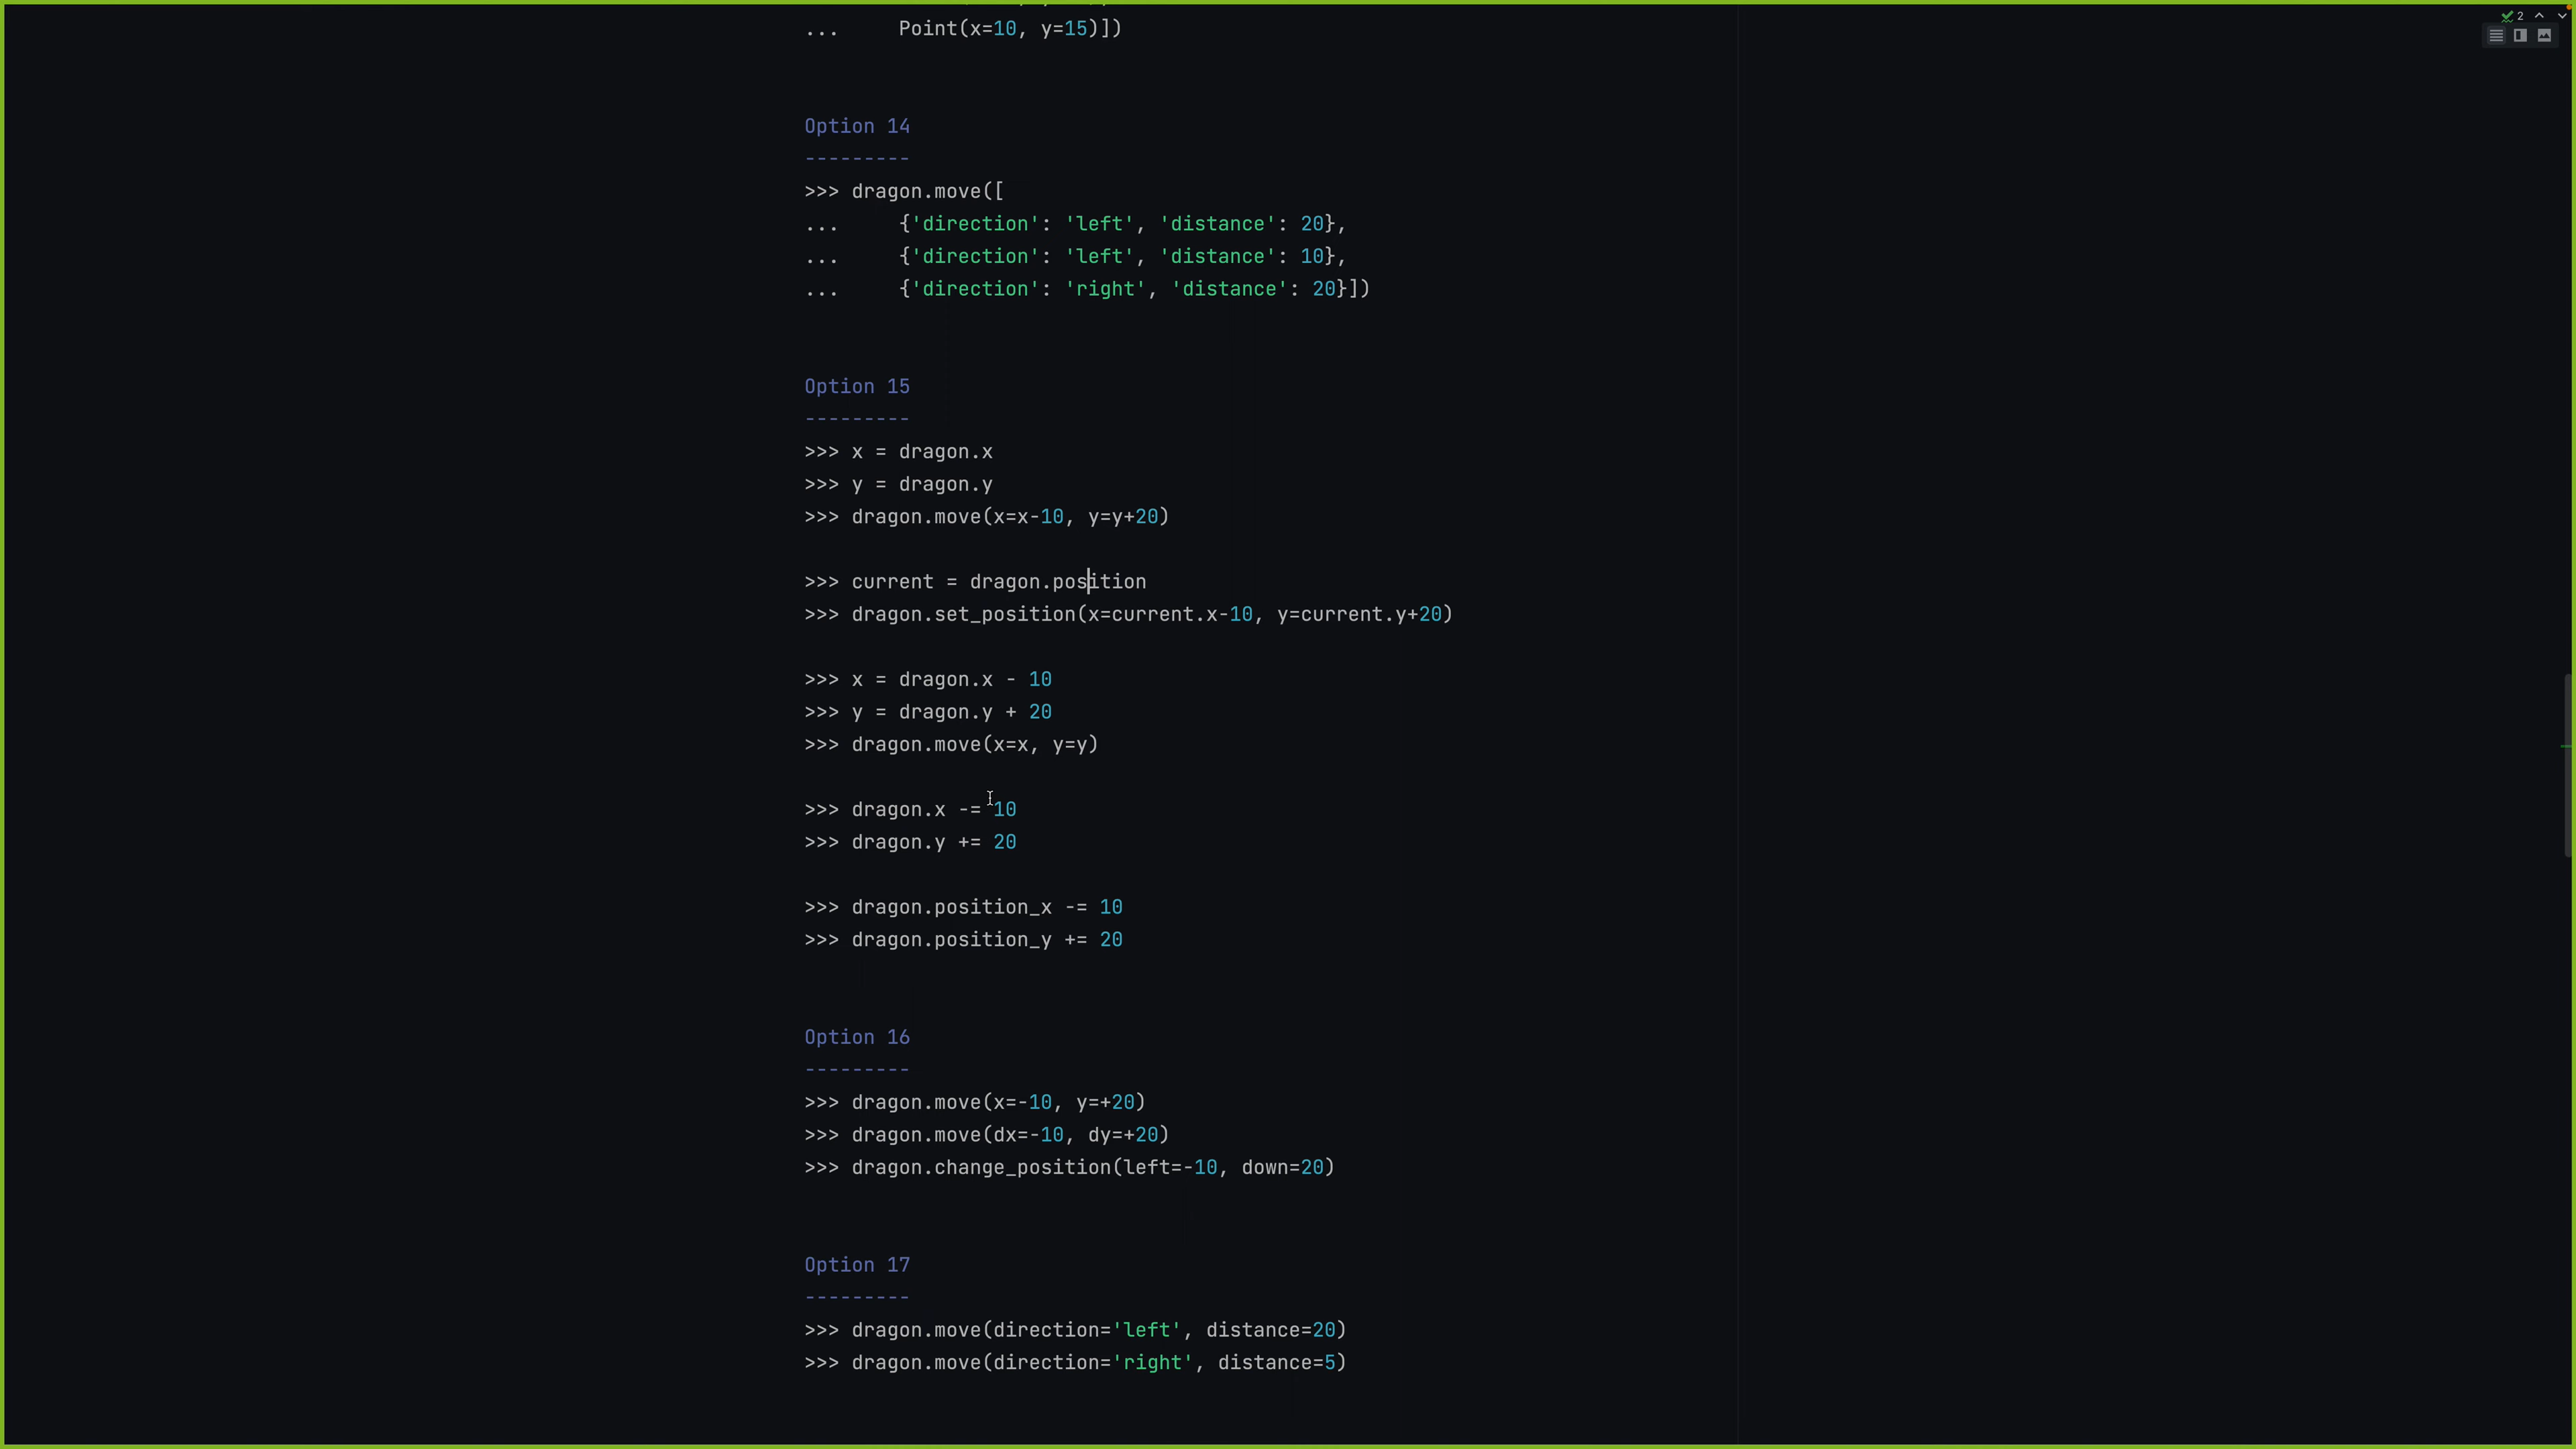 ...     Point(x=10, y=15)])
2
Option 14
---------
>>> dragon.move([
...     {'direction': 'left', 'distance': 20},
...     {'direction': 'left', 'distance': 10},
...     {'direction': 'right', 'distance': 20}])
Option 15
---------
>>> x = dragon.x
>>> y = dragon.y
>>> dragon.move(x=x-10, y=y+20)
>>> current = dragon.position
>>> dragon.set_position(x=current.x-10, y=current.y+20)
>>> x = dragon.x - 10
>>> y = dragon.y + 20
>>> dragon.move(x=x, y=y)
>>> dragon.x -= 10
>>> dragon.y += 20
>>> dragon.position_x -= 10
>>> dragon.position_y += 20
Option 16
---------
>>> dragon.move(x=-10, y=+20)
>>> dragon.move(dx=-10, dy=+20)
>>> dragon.change_position(left=-10, down=20)
Option 17
---------
>>> dragon.move(direction='left', distance=20)
>>> dragon.move(direction='right', distance=5)